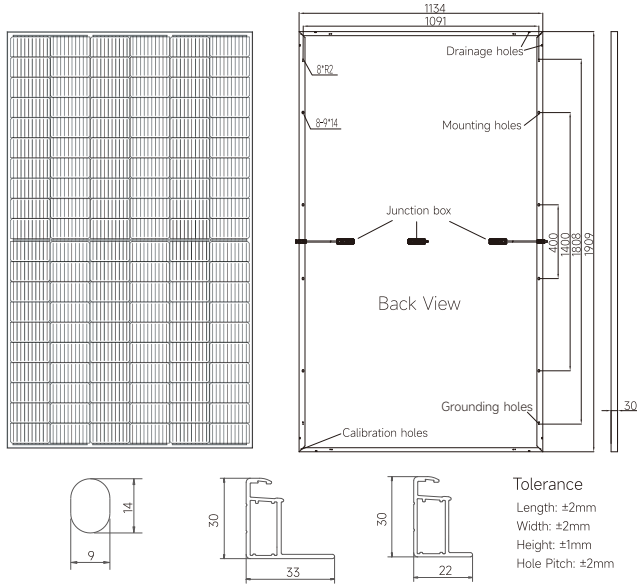 1134
1091
Drainage holes
8*R2
8-9*14
Mounting holes
Junction box
400
1400
1808
1909
Back View
Grounding holes
30
Calibration holes
14
9
30
33
30
22
Tolerance
Length: ±2mm
Width: ±2mm
Height: ±1mm
Hole Pitch: ±2mm